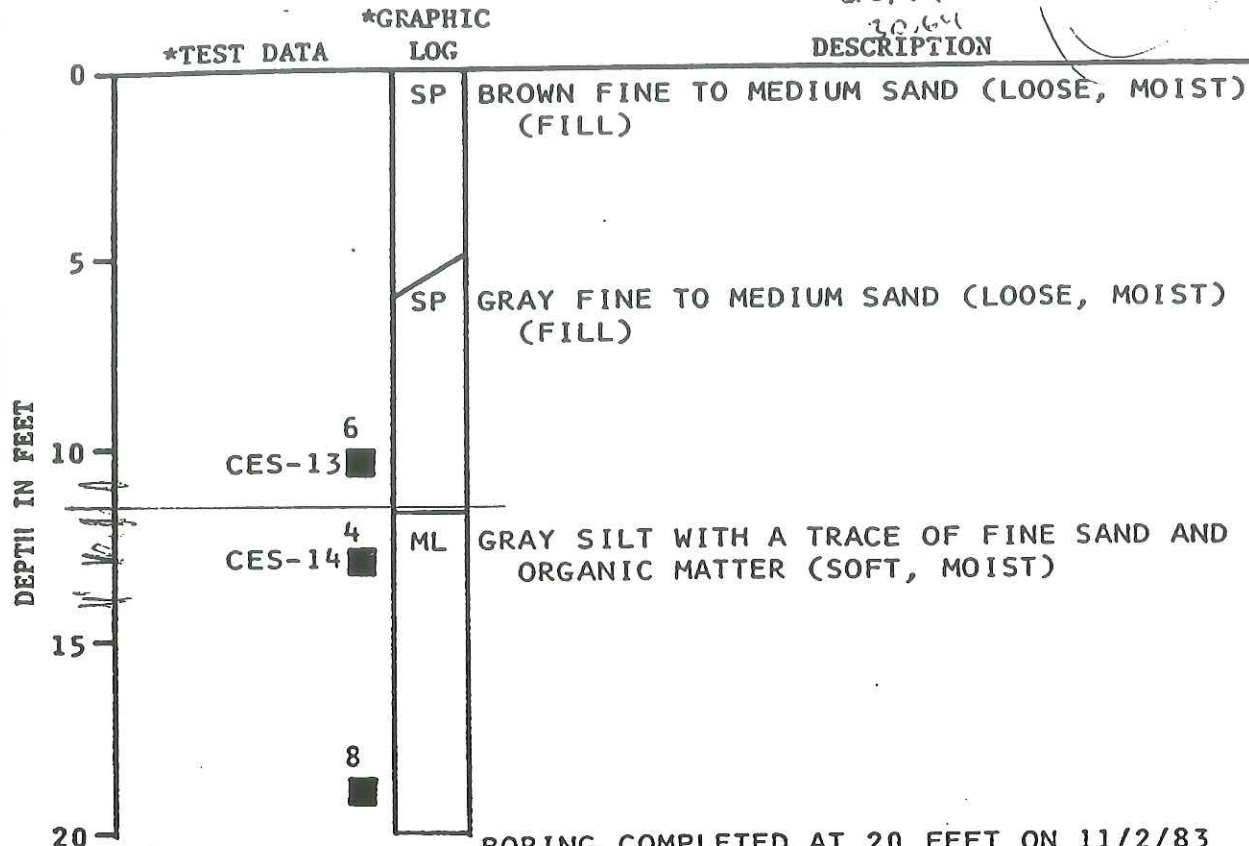 30.64
*GRAPHIC
*TEST DATA LOG DESCRIPTION
0
SP BROWN FINE TO MEDIUM SAND (LOOSE, MOIST)
(FILL)
5
SP GRAY FINE TO MEDIUM SAND (LOOSE, MOIST)
(FILL)
DEPTH IN FEET
6
10
CES-13
4
ML GRAY SILT WITH A TRACE OF FINE SAND AND
CES-14
ORGANIC MATTER (SOFT, MOIST)
15
8
20
BORING COMPLETED AT 20 FEET ON 11/2/83